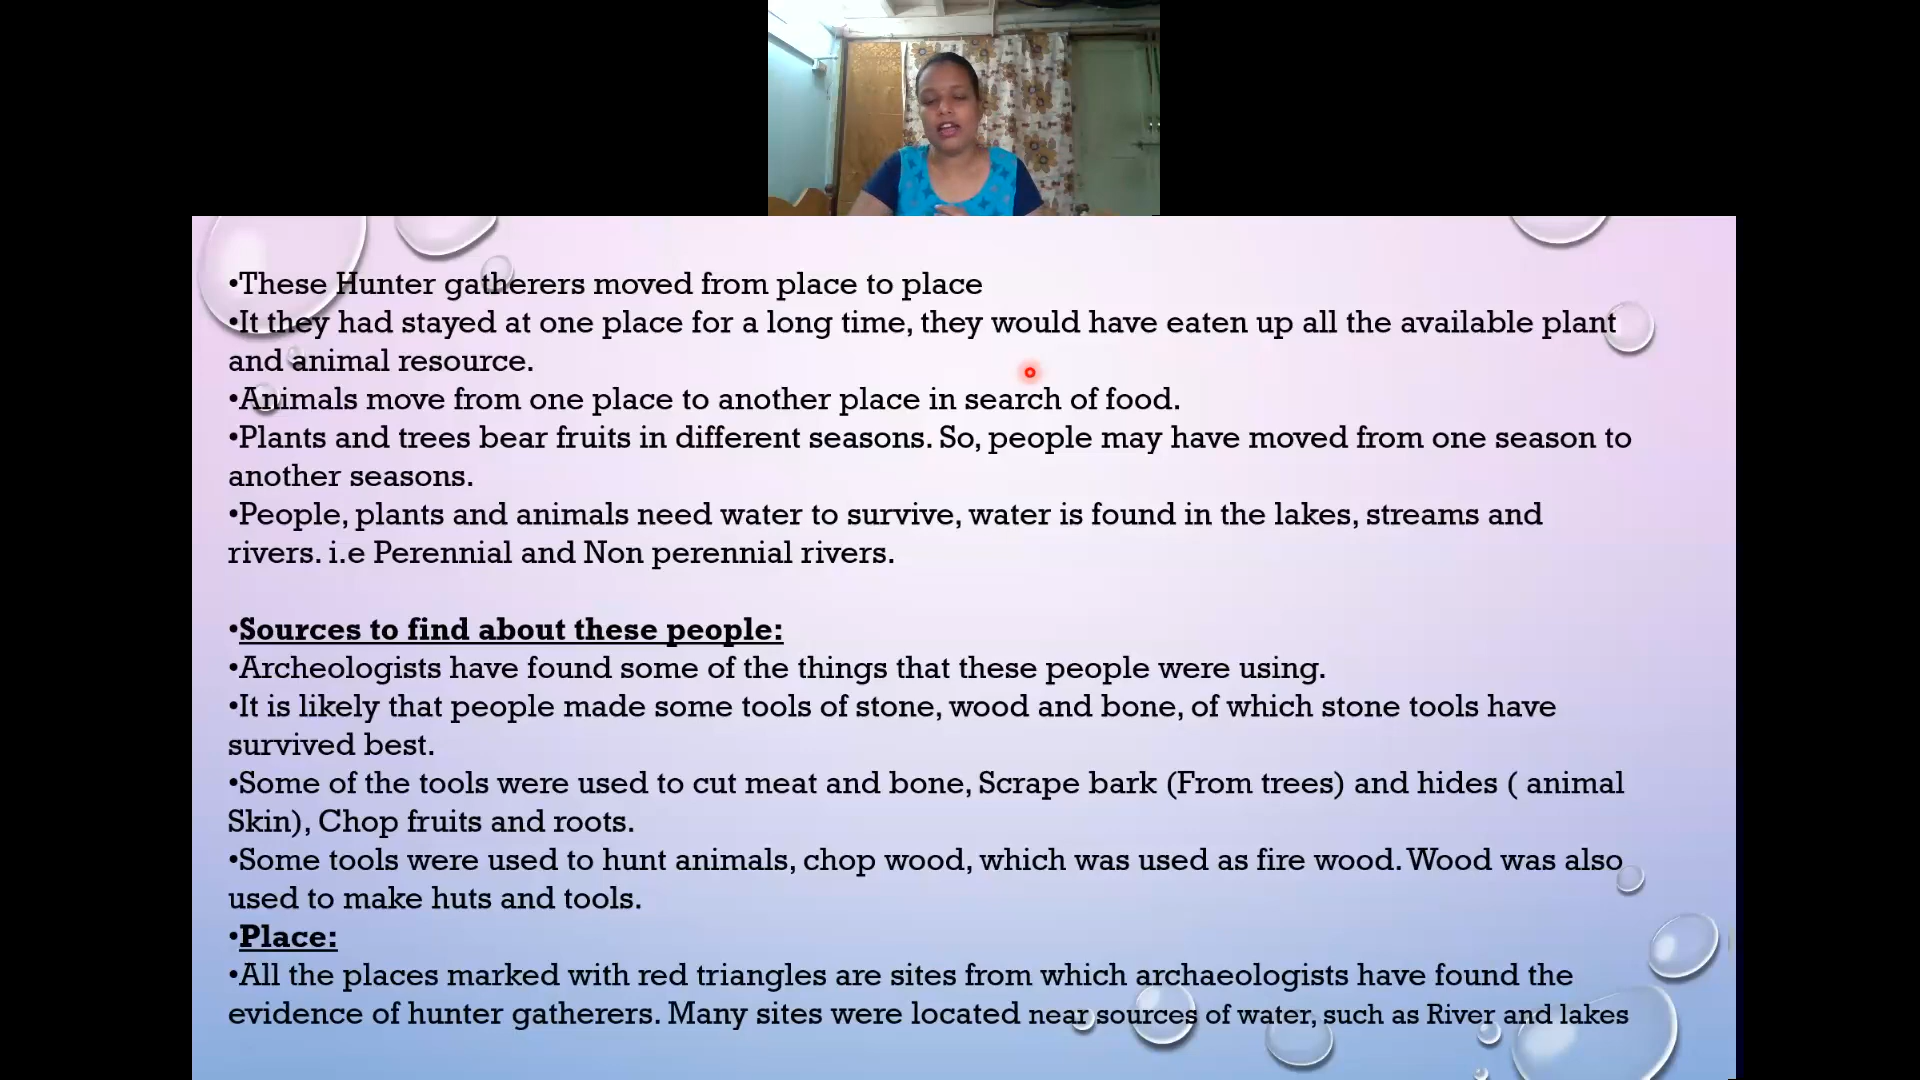 •These Hunter gatherers moved from place to place
•It they had stayed at one place for a long time, they would have eaten up all the available plant
and animal resource.
•Animals move from one place to another place in search of food.
•Plants and trees bear fruits in different seasons. So, people may have moved from one season to
another seasons.
•People, plants and animals need water to survive, water is found in the lakes, streams and
rivers. i.e Perennial and Non perennial rivers.
•Sources to find about these people:
•Archeologists have found some of the things that these people were using.
•It is likely that people made some tools of stone, wood and bone, of which stone tools have
survived best.
•Some of the tools were used to cut meat and bone, Scrape bark (From trees) and hides ( animal
Skin), Chop fruits and roots.
•Some tools were used to hunt animals, chop wood, which was used as fire wood. Wood was also
used to make huts and tools.
•Place:
•All the places marked with red triangles are sites from which archaeologists have found the
evidence of hunter gatherers. Many sites were located near sources of water, such as River and lakes